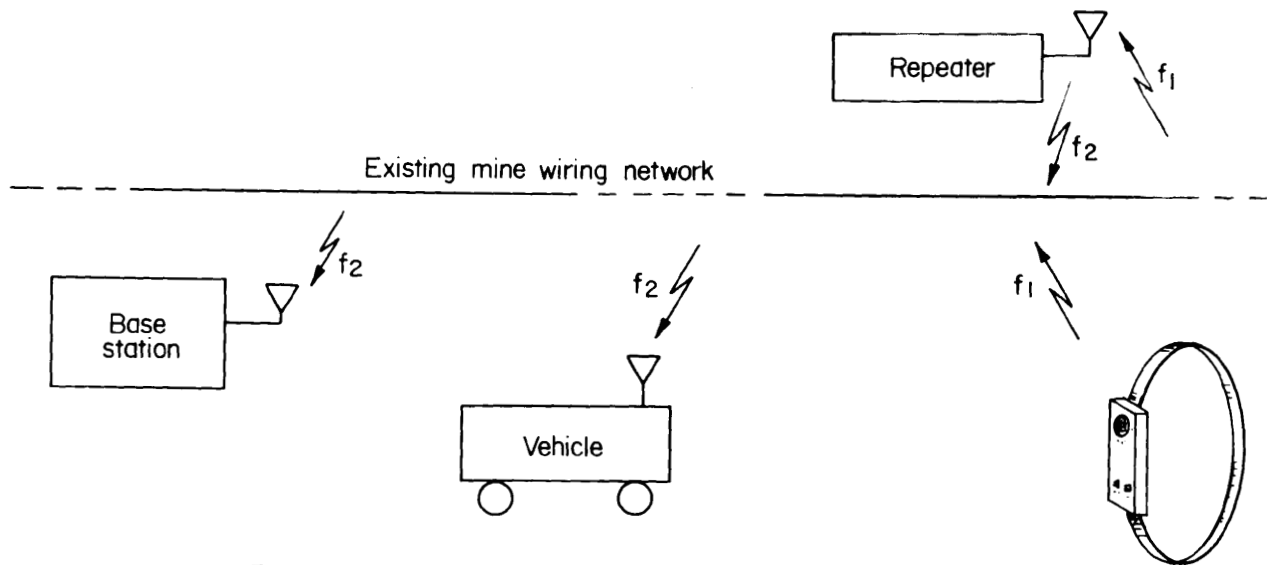 Repeater
f1
f2
Existing mine wiring network
f2
f2
f1
Base
station
Vehicle